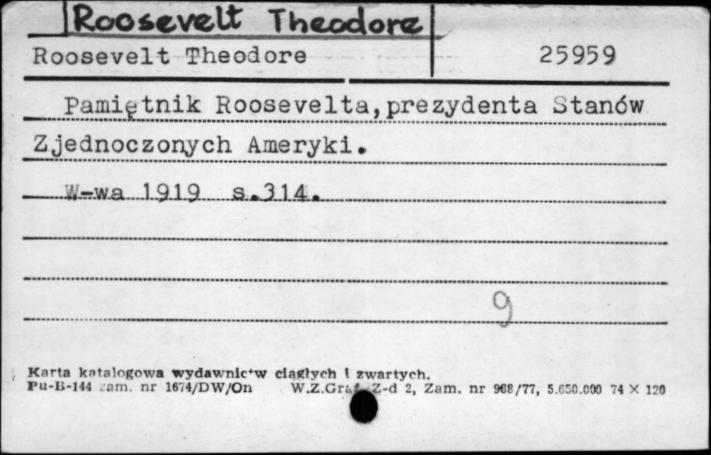 Roosevelt Theodore
Roosevelt Theodore 25959
Pamiętnik Roosevelta, prezydenta Stanów
Zjednoczonych Ameryki.
W-wa 1919 s.314.
9
Karta katalogowa wydawnic*w ciągłych i zwartych.
Pu-B-144 zam. nr 1674/DW/On W.Z.Graf. Z-d 2, Zam. nr 968/77, 5.650.000 74 × 120